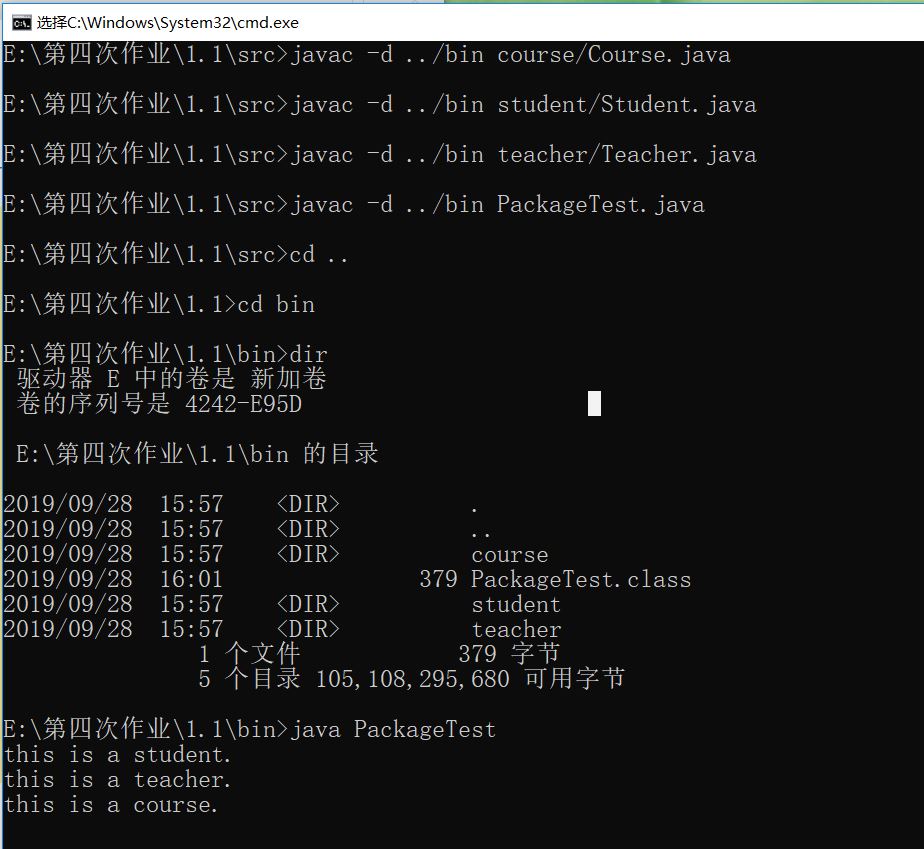 选择C:\Windows\System32\cmd.exe
E:\第四次作业\1.1\src>javac -d ../bin course/Course.java
E:\第四次作业\1.1\src>javac -d ../bin student/Student.java
E:\第四次作业\1.1\src>javac -d ../bin teacher/Teacher.java
E:\第四次作业\1.1\src>javac -d ../bin PackageTest.java
E:\第四次作业\1.1\src>cd ..
E:\第四次作业\1.1>cd bin
E:\第四次作业\1.1\bin>dir
驱动器 E 中的卷是 新加卷
卷的序列号是 4242-E95D
E:\第四次作业\1.1\bin 的目录
2019/09/28  15:57    <DIR>          .
2019/09/28  15:57    <DIR>          ..
2019/09/28  15:57    <DIR>          course
2019/09/28  16:01               379 PackageTest.class
2019/09/28  15:57    <DIR>          student
2019/09/28  15:57    <DIR>          teacher
1 个文件            379 字节
5 个目录 105,108,295,680 可用字节
E:\第四次作业\1.1\bin>java PackageTest
this is a student.
this is a teacher.
this is a course.